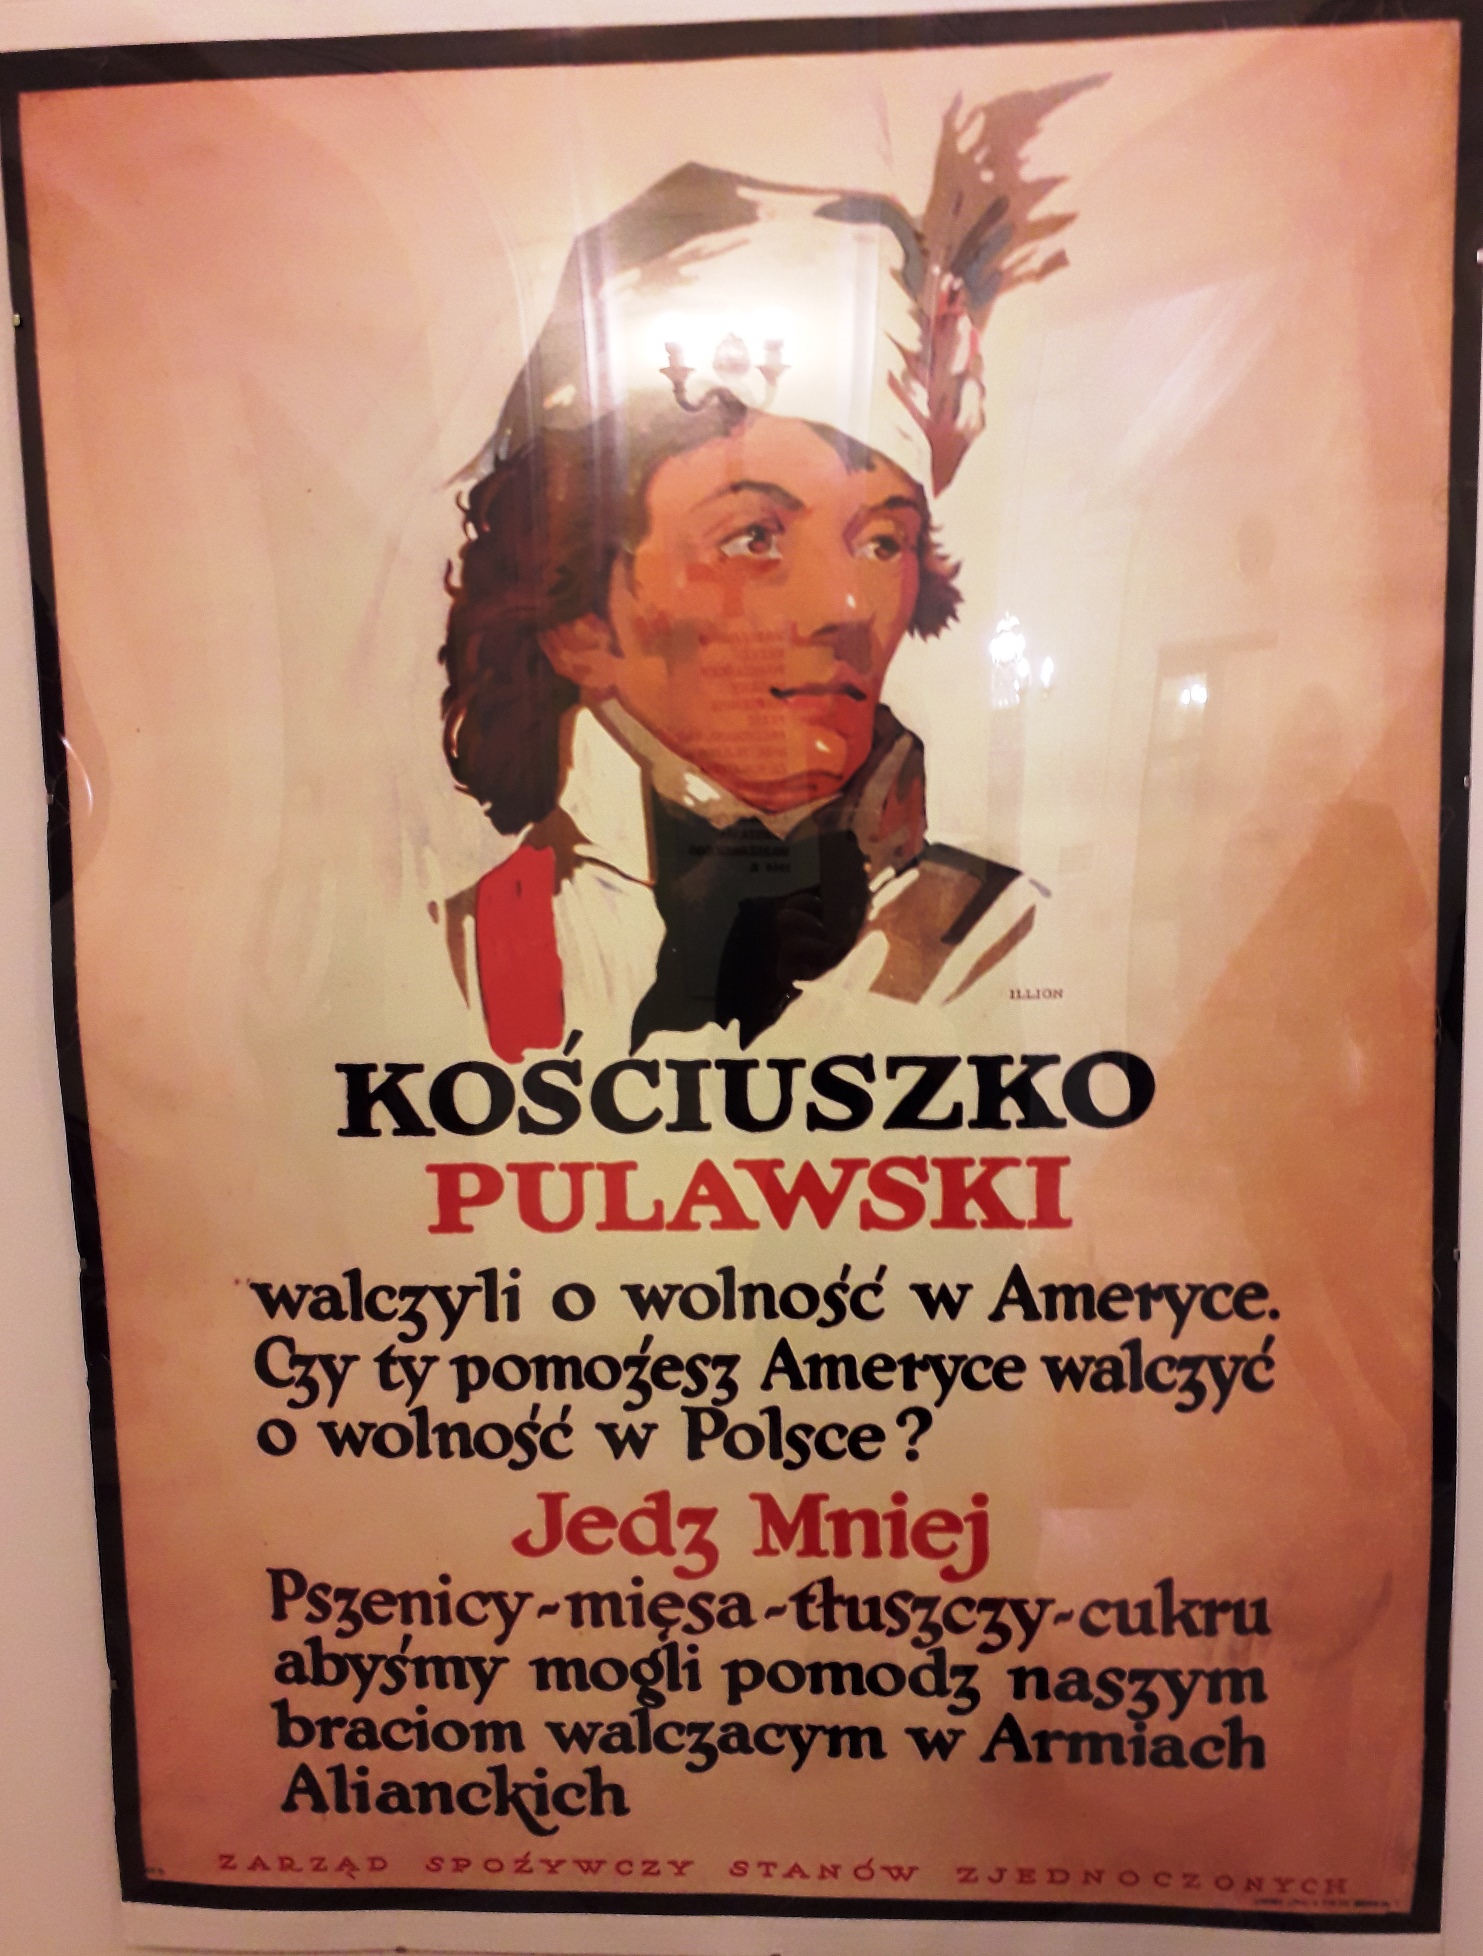 ILLION
KOŚCIUSZKO
PULAWSKI
walczyli o wolność w Ameryce.
Czy ty pomożesz Ameryce walczyć
o wolność w Polsce?
Jedz Mniej
Pszenicy-mięsa-tłuszczy-cukru
abyśmy mogli pomodz naszym
braciom walczacym w Armiach
Alianckich
ZARZĄD SPOŻYWCZY STANÓW ZJEDNOCZONYCH